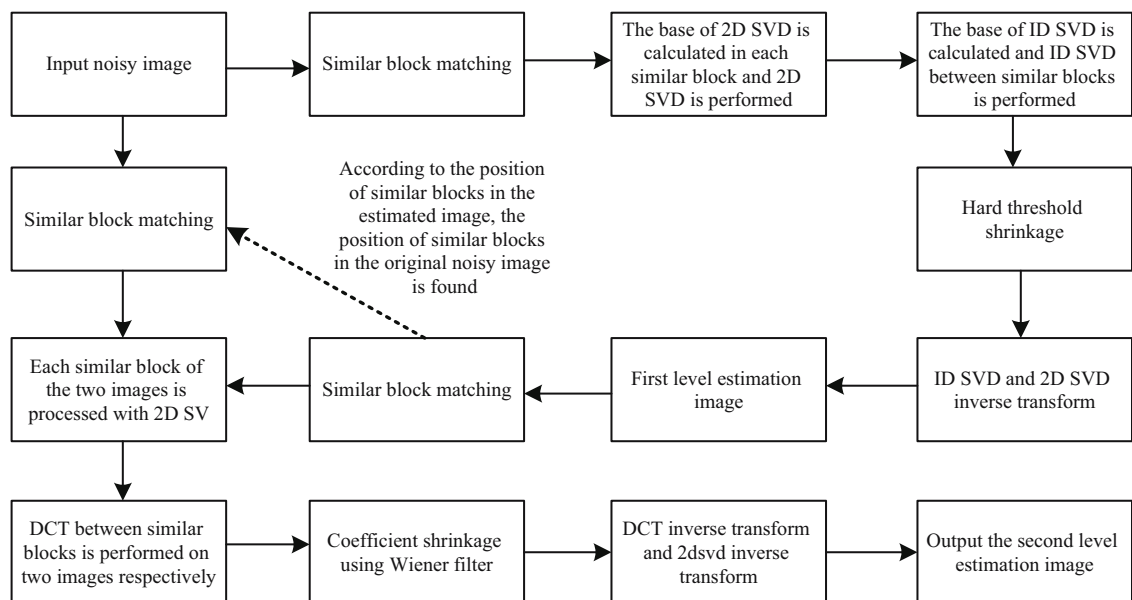 Input noisy image
Similar block matching
The base of 2D SVD is
calculated in each
similar block and 2D
SVD is performed
The base of ID SVD is
calculated and ID SVD
between similar blocks
is performed
Similar block matching
According to the position
of similar blocks in the
estimated image, the
position of similar blocks
in the original noisy image
is found
Hard threshold
shrinkage
Each similar block of
the two images is
processed with 2D SV
Similar block matching
First level estimation
image
ID SVD and 2D SVD
inverse transform
DCT between similar
blocks is performed on
two images respectively
Coefficient shrinkage
using Wiener filter
DCT inverse transform
and 2dsvd inverse
transform
Output the second level
estimation image